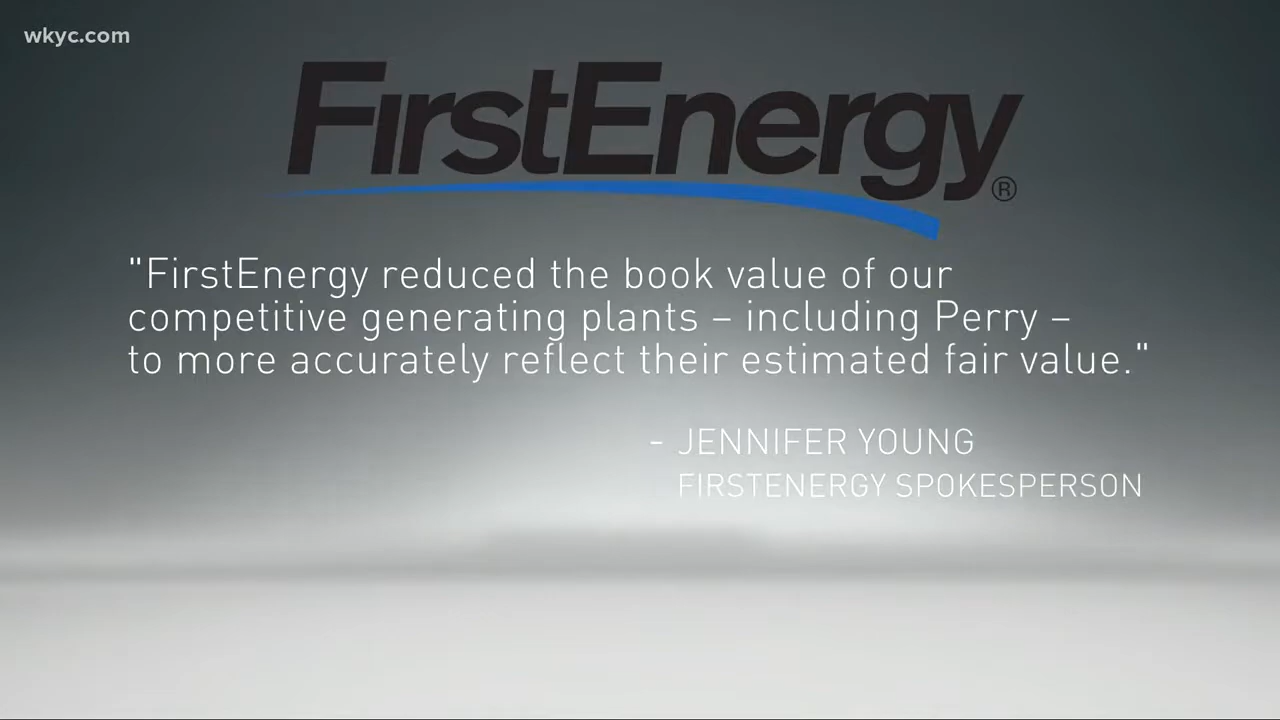 wkyc.com
FirstEnergy®
"FirstEnergy reduced the book value of our
competitive generating plants – including Perry –
to more accurately reflect their estimated fair value."
- JENNIFER YOUNG
FIRSTENERGY SPOKESPERSON